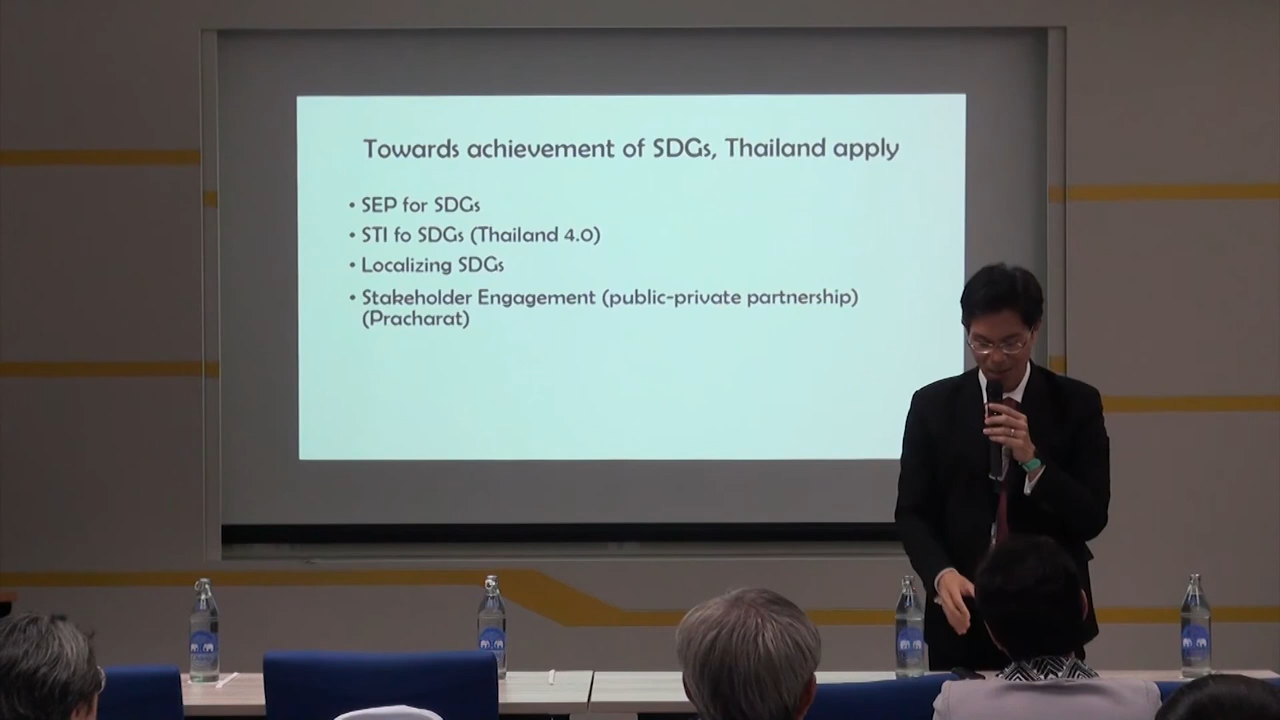 Towards achievement of SDGs, Thailand apply
• SEP for SDGs
• STI fo SDGs (Thailand 4.0)
• Localizing SDGs
• Stakeholder Engagement (public-private partnership)
(Pracharat)